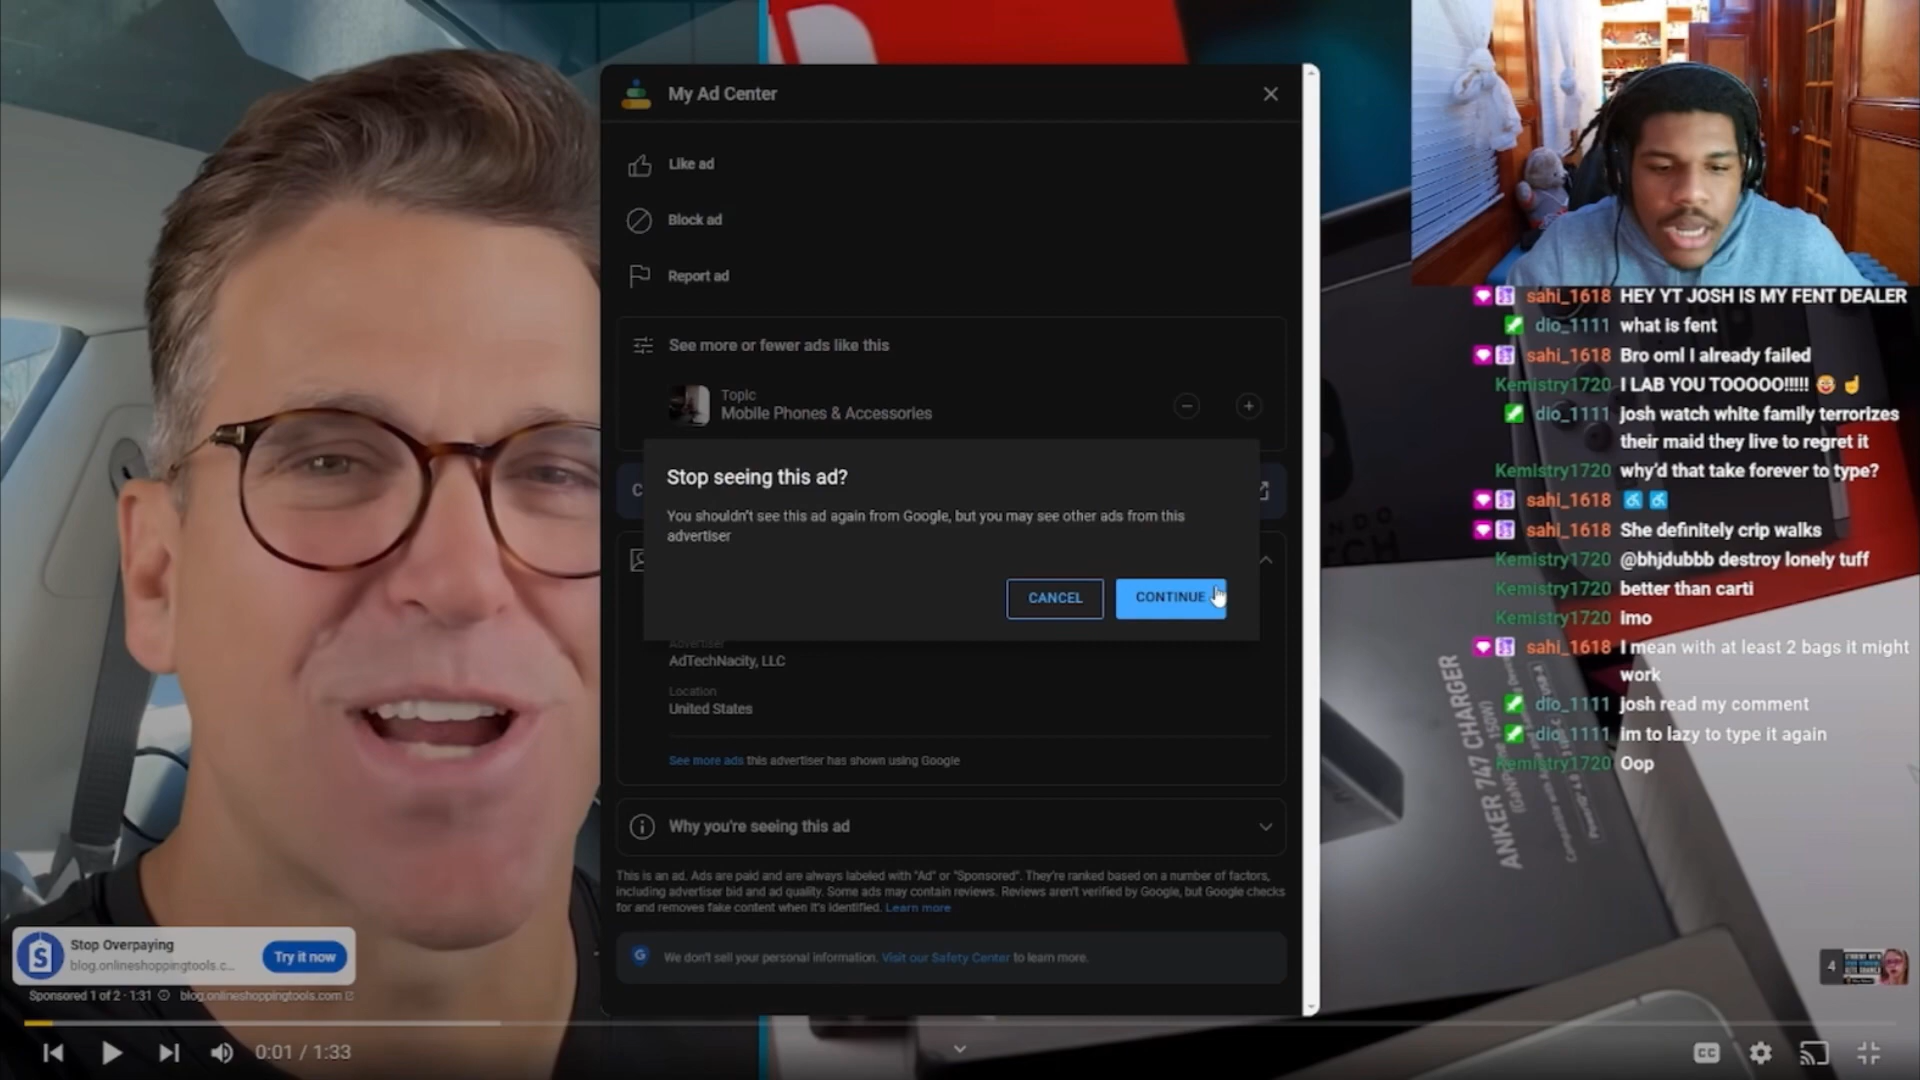 My Ad Center
Like ad
Block ad
Report ad
See more or fewer ads like this
Topic
Mobile Phones & Accessories
Stop seeing this ad?
You shouldn't see this ad again from Google, but you may see other ads from this
advertiser
CANCEL
CONTINUE
Advertiser
AdTechNacity, LLC
Location
United States
See more ads this advertiser has shown using Google
Why you're seeing this ad
This is an ad. Ads are paid and are always labeled with "Ad" or "Sponsored". They're ranked based on a number of factors,
including advertiser bid and ad quality. Some ads may contain reviews. Reviews aren't verified by Google, but Google checks
for and removes fake content when it's identified. Learn more
We don't sell your personal information. Visit our Safety Center to learn more.
sahi_1618 HEY YT JOSH IS MY FENT DEALER
dio_1111 what is fent
sahi_1618 Bro oml I already failed
Kemistry1720 I LAB YOU TOOOOO!!!!! 🤡 ☝
dio_1111 josh watch white family terrorizes
their maid they live to regret it
Kemistry1720 why'd that take forever to type?
sahi_1618 ♿ ♿
sahi_1618 She definitely crip walks
Kemistry1720 @bhjdubbb destroy lonely tuff
Kemistry1720 better than carti
Kemistry1720 imo
sahi_1618 I mean with at least 2 bags it might
work
dio_1111 josh read my comment
dio_1111 im to lazy to type it again
Kemistry1720 Oop
ANKER 747 CHARGER
Stop Overpaying
blog.onlineshoppingtools.c...
Try it now
Sponsored 1 of 2 · 1:31 blog.onlineshoppingtools.com
0:01 / 1:33
CC
4